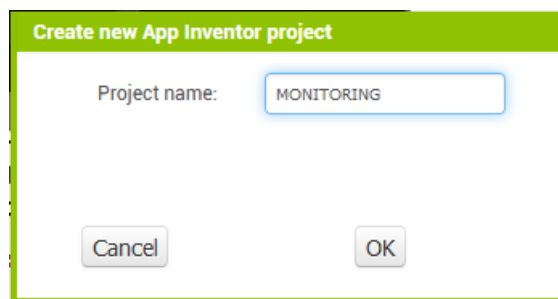 Create new App Inventor project
Project name: MONITORING
Cancel OK